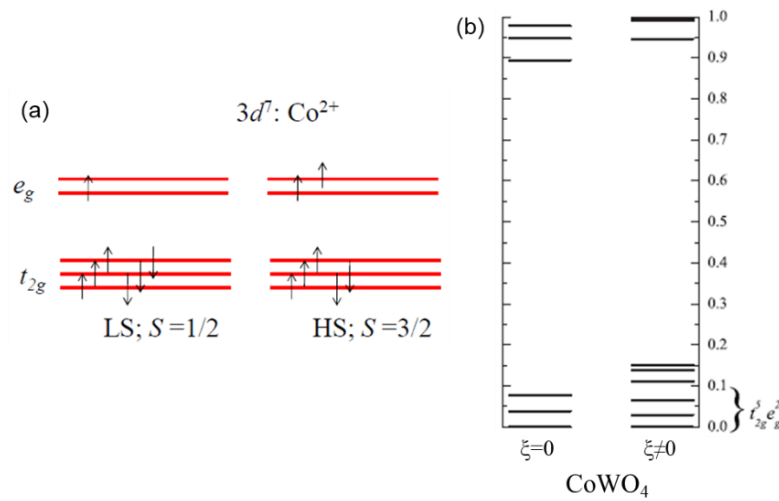 (a)
3d⁷: Co²⁺
e_g
t_2g
LS; S =1/2
HS; S =3/2
(b)
1.0
0.9
0.8
0.7
0.6
0.5
0.4
0.3
0.2
0.1
0.0
} t⁵_2g e²_g
ξ=0
ξ≠0
CoWO₄